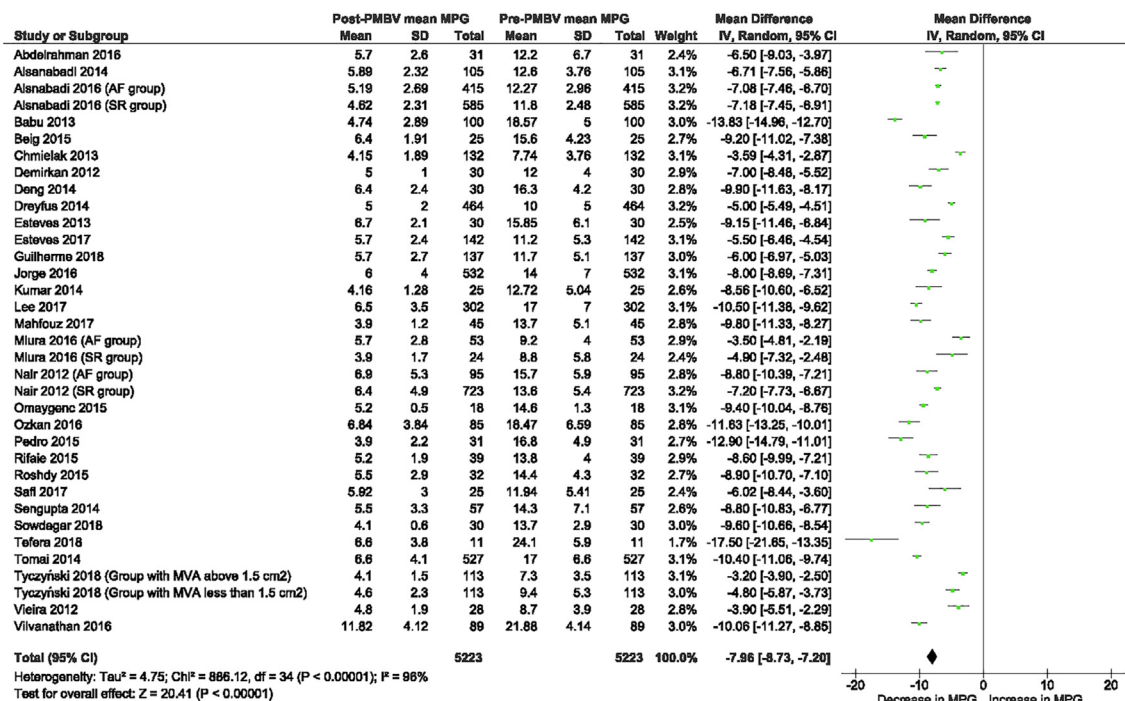 Post-PMBV mean MPG Pre-PMBV mean MPG Mean Difference Mean Difference
Study or Subgroup Mean SD Total Mean SD Total Weight IV, Random, 95% CI IV, Random, 95% CI
Abdelrahman 2016 5.7 2.6 31 12.2 6.7 31 2.4% -6.50 [-9.03, -3.97]
Alsanabadi 2014 5.89 2.32 105 12.6 3.76 105 3.1% -6.71 [-7.56, -5.86]
Alsnabadi 2016 (AF group) 5.19 2.69 415 12.27 2.96 415 3.2% -7.08 [-7.46, -6.70]
Alsnabadi 2016 (SR group) 4.62 2.31 585 11.8 2.48 585 3.2% -7.18 [-7.45, -6.91]
Babu 2013 4.74 2.89 100 18.57 5 100 3.0% -13.83 [-14.96, -12.70]
Beig 2015 6.4 1.91 25 15.6 4.23 25 2.7% -9.20 [-11.02, -7.38]
Chmielak 2013 4.15 1.89 132 7.74 3.76 132 3.1% -3.59 [-4.31, -2.87]
Demirkan 2012 5 1 30 12 4 30 2.9% -7.00 [-8.48, -5.52]
Deng 2014 6.4 2.4 30 16.3 4.2 30 2.8% -9.90 [-11.63, -8.17]
Dreyfus 2014 5 2 464 10 5 464 3.2% -5.00 [-5.49, -4.51]
Esteves 2013 6.7 2.1 30 15.85 6.1 30 2.5% -9.15 [-11.46, -6.84]
Esteves 2017 5.7 2.4 142 11.2 5.3 142 3.1% -5.50 [-6.46, -4.54]
Guilherme 2018 5.7 2.7 137 11.7 5.1 137 3.1% -6.00 [-6.97, -5.03]
Jorge 2016 6 4 532 14 7 532 3.1% -8.00 [-8.69, -7.31]
Kumar 2014 4.16 1.28 25 12.72 5.04 25 2.6% -8.56 [-10.60, -6.52]
Lee 2017 6.5 3.5 302 17 7 302 3.1% -10.50 [-11.38, -9.62]
Mahfouz 2017 3.9 1.2 45 13.7 5.1 45 2.8% -9.80 [-11.33, -8.27]
Miura 2016 (AF group) 5.7 2.8 53 9.2 4 53 2.9% -3.50 [-4.81, -2.19]
Miura 2016 (SR group) 3.9 1.7 24 8.8 5.8 24 2.4% -4.90 [-7.32, -2.48]
Nair 2012 (AF group) 6.9 5.3 95 15.7 5.9 95 2.8% -8.80 [-10.39, -7.21]
Nair 2012 (SR group) 6.4 4.9 723 13.6 5.4 723 3.2% -7.20 [-7.73, -6.67]
Omaygenc 2015 5.2 0.5 18 14.6 1.3 18 3.1% -9.40 [-10.04, -8.76]
Ozkan 2016 6.84 3.84 85 18.47 6.59 85 2.8% -11.63 [-13.25, -10.01]
Pedro 2015 3.9 2.2 31 16.8 4.9 31 2.7% -12.90 [-14.79, -11.01]
Rifaie 2015 5.2 1.9 39 13.8 4 39 2.9% -8.60 [-9.99, -7.21]
Roshdy 2015 5.5 2.9 32 14.4 4.3 32 2.7% -8.90 [-10.70, -7.10]
Safi 2017 5.92 3 25 11.94 5.41 25 2.4% -6.02 [-8.44, -3.60]
Sengupta 2014 5.5 3.3 57 14.3 7.1 57 2.6% -8.80 [-10.83, -6.77]
Sowdagar 2018 4.1 0.6 30 13.7 2.9 30 3.0% -9.60 [-10.66, -8.54]
Tefera 2018 6.6 3.8 11 24.1 5.9 11 1.6% -17.50 [-21.65, -13.35]
Tomai 2014 6.6 4.1 527 17 6.6 527 3.1% -10.40 [-11.06, -9.74]
Tyczyński 2018 (Group with MVA above 1.5 cm2) 4.1 1.5 113 7.3 3.5 113 3.1% -3.20 [-3.90, -2.50]
Tyczyński 2018 (Group with MVA less than 1.5 cm2) 4.6 2.3 113 9.4 5.3 113 3.0% -4.80 [-5.87, -3.73]
Vieira 2012 4.8 1.9 28 8.7 3.9 28 2.8% -3.90 [-5.51, -2.29]
Vilvanathan 2016 11.82 4.12 89 21.88 4.14 89 3.0% -10.06 [-11.27, -8.85]
Total (95% CI) 5223 5223 100.0% -7.96 [-8.73, -7.20]
Heterogeneity: Tau² = 4.75; Chi² = 886.12, df = 34 (P < 0.00001); I² = 96%
Test for overall effect: Z = 20.41 (P < 0.00001)
-20 -10 0 10 20
Decrease in MPG Increase in MPG